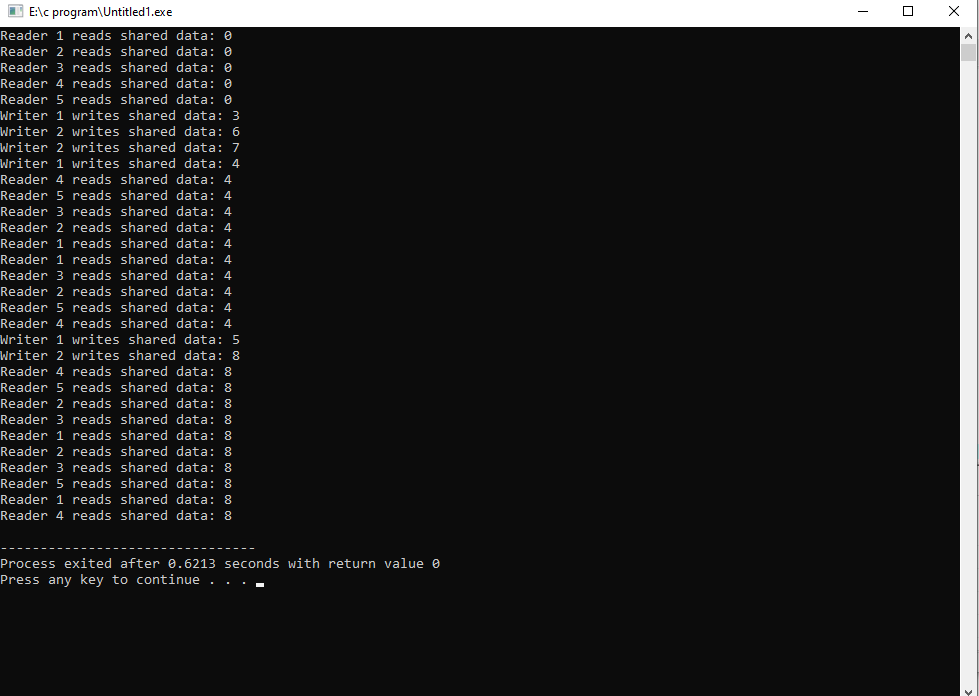 E:\c program\Untitled1.exe
Reader 1 reads shared data: 0
Reader 2 reads shared data: 0
Reader 3 reads shared data: 0
Reader 4 reads shared data: 0
Reader 5 reads shared data: 0
Writer 1 writes shared data: 3
Writer 2 writes shared data: 6
Writer 2 writes shared data: 7
Writer 1 writes shared data: 4
Reader 4 reads shared data: 4
Reader 5 reads shared data: 4
Reader 3 reads shared data: 4
Reader 2 reads shared data: 4
Reader 1 reads shared data: 4
Reader 1 reads shared data: 4
Reader 3 reads shared data: 4
Reader 2 reads shared data: 4
Reader 5 reads shared data: 4
Reader 4 reads shared data: 4
Writer 1 writes shared data: 5
Writer 2 writes shared data: 8
Reader 4 reads shared data: 8
Reader 5 reads shared data: 8
Reader 2 reads shared data: 8
Reader 3 reads shared data: 8
Reader 1 reads shared data: 8
Reader 2 reads shared data: 8
Reader 3 reads shared data: 8
Reader 5 reads shared data: 8
Reader 1 reads shared data: 8
Reader 4 reads shared data: 8
--------------------------------
Process exited after 0.6213 seconds with return value 0
Press any key to continue . . .